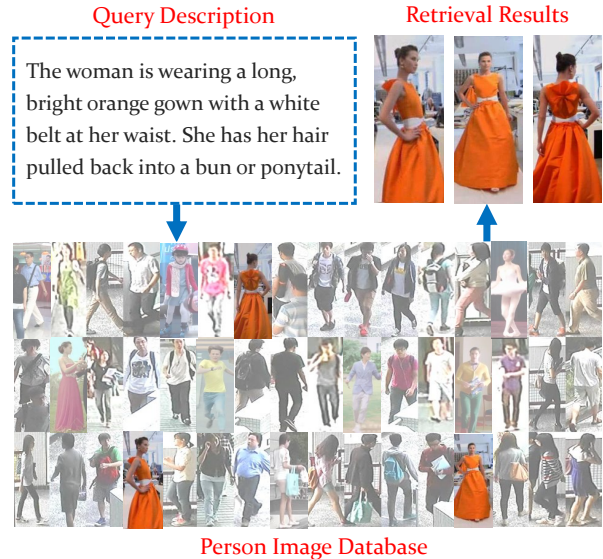 Query Description
Retrieval Results
The woman is wearing a long,
bright orange gown with a white
belt at her waist. She has her hair
pulled back into a bun or ponytail.
Person Image Database